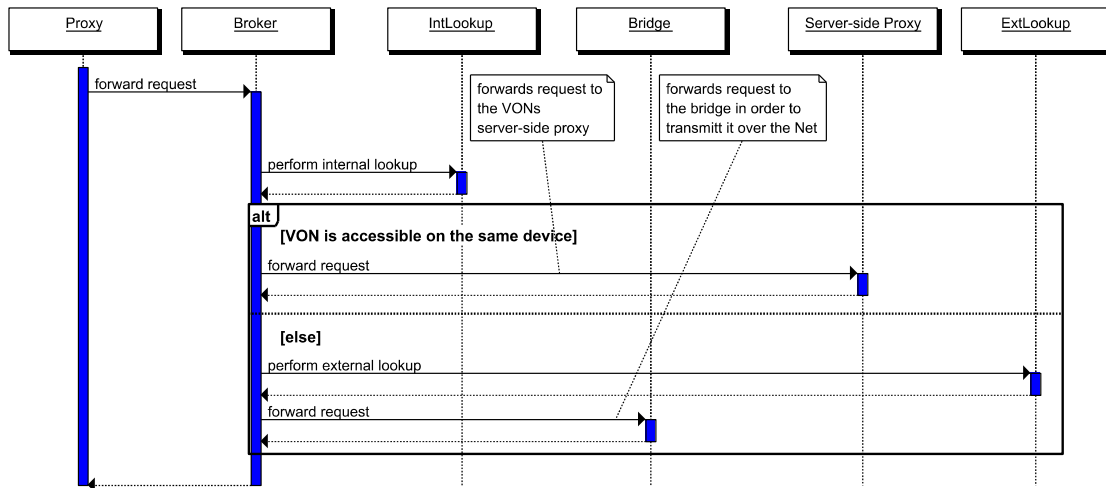 Proxy
Broker
IntLookup
Bridge
Server-side Proxy
ExtLookup
forward request
forwards request to
the VONs
server-side proxy
forwards request to
the bridge in order to
transmitt it over the Net
perform internal lookup
alt
[VON is accessible on the same device]
forward request
[else]
perform external lookup
forward request